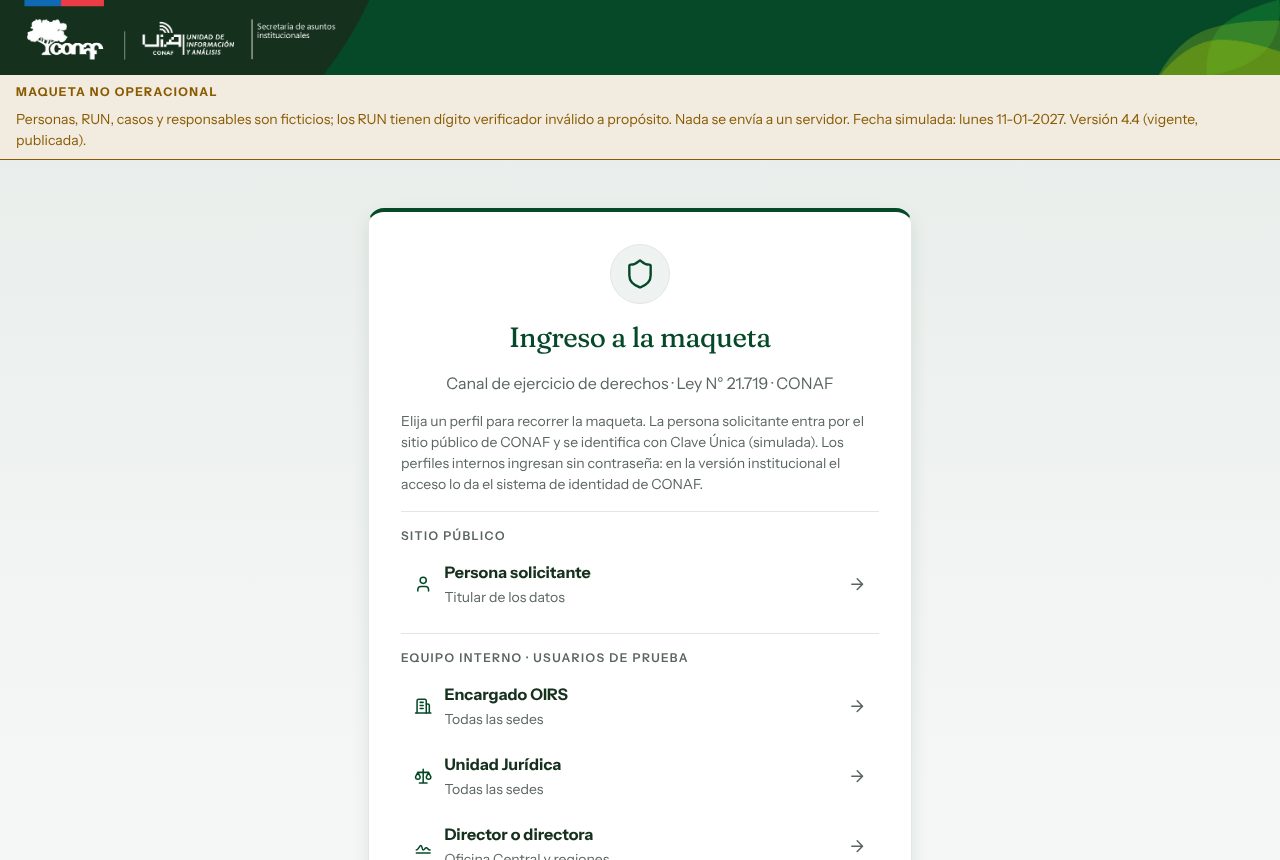 conaf
UiA
CONAF
UNIDAD DE
INFORMACIÓN
Y ANÁLISIS
Secretaría de asuntos
institucionales
MAQUETA NO OPERACIONAL
Personas, RUN, casos y responsables son ficticios; los RUN tienen dígito verificador inválido a propósito. Nada se envía a un servidor. Fecha simulada: lunes 11-01-2027. Versión 4.4 (vigente,
publicada).
Ingreso a la maqueta
Canal de ejercicio de derechos · Ley N° 21.719 · CONAF
Elija un perfil para recorrer la maqueta. La persona solicitante entra por el
sitio público de CONAF y se identifica con Clave Única (simulada). Los
perfiles internos ingresan sin contraseña: en la versión institucional el
acceso lo da el sistema de identidad de CONAF.
SITIO PÚBLICO
Persona solicitante
Titular de los datos
EQUIPO INTERNO · USUARIOS DE PRUEBA
Encargado OIRS
Todas las sedes
Unidad Jurídica
Todas las sedes
Director o directora
Oficina Central y regiones